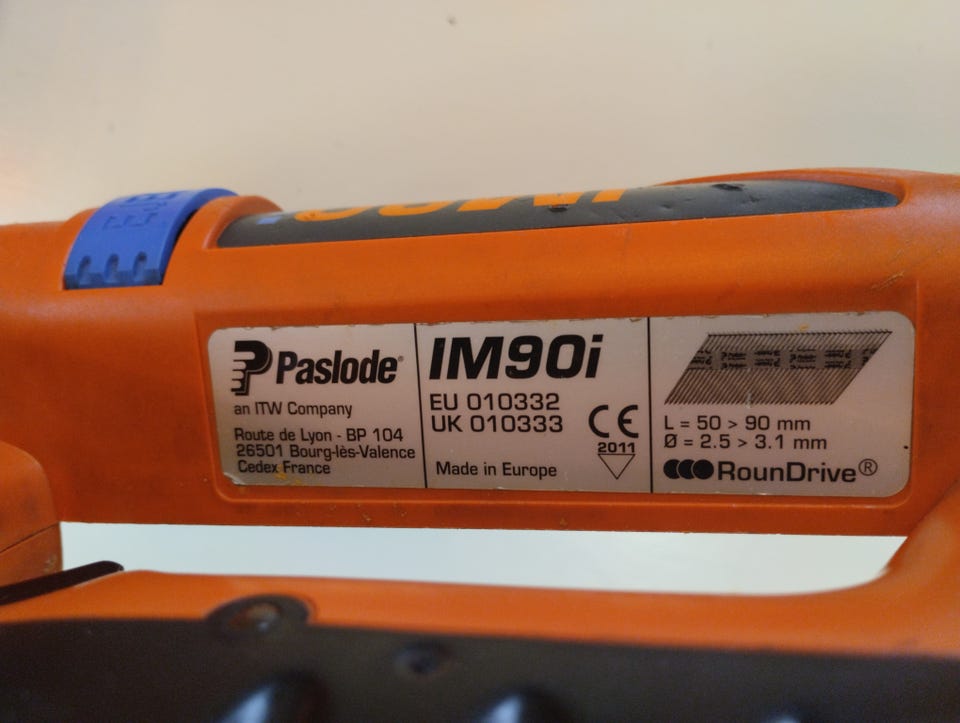 Paslode®
an ITW Company
Route de Lyon - BP 104
26501 Bourg-lès-Valence
Cedex France
IM90i
EU 010332
UK 010333
CE
2011
Made in Europe
L = 50 > 90 mm
Ø = 2.5 > 3.1 mm
RounDrive®